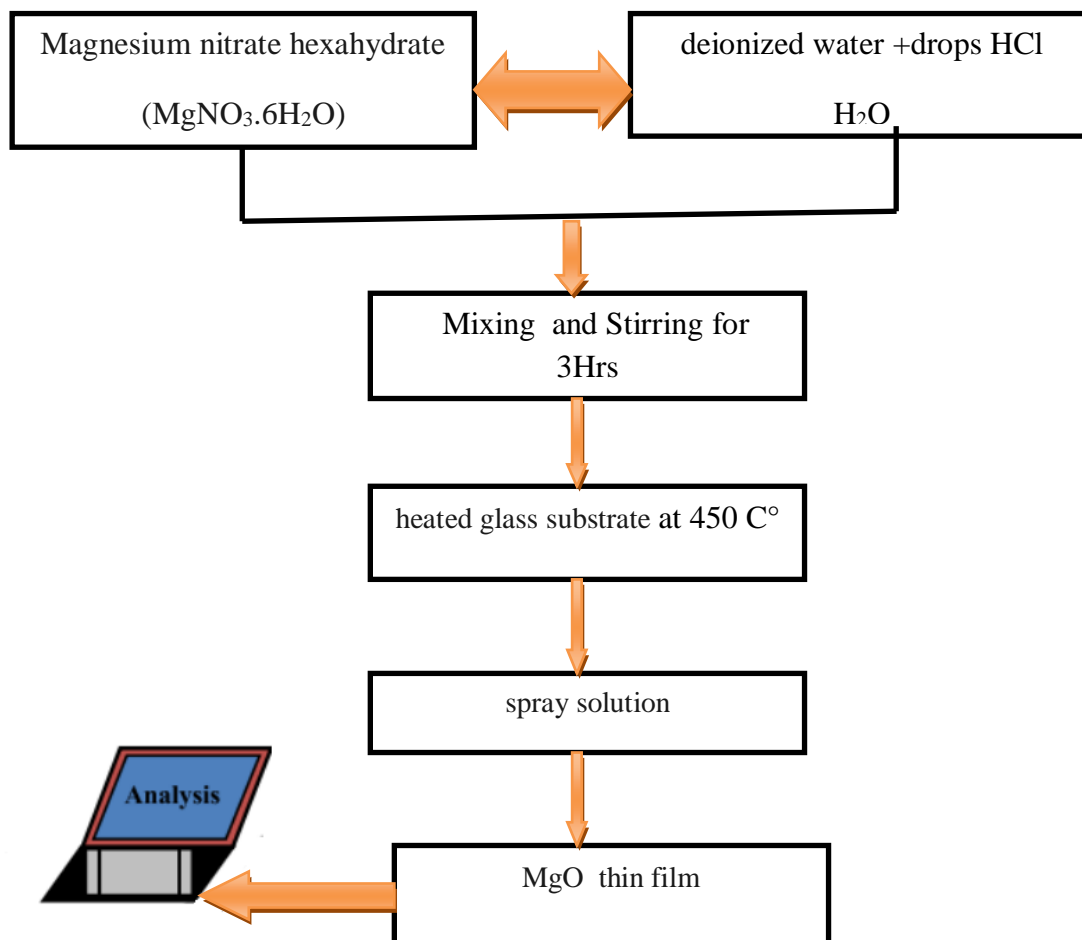 Magnesium nitrate hexahydrate
(MgNO₃.6H₂O)
deionized water +drops HCl
H₂O
Mixing and Stirring for
3Hrs
heated glass substrate at 450 C°
spray solution
Analysis
MgO thin film